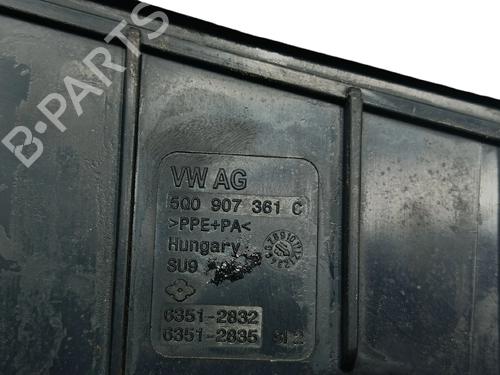 B-PARTS
VW AG
5Q0 907 361 C
>PPE+PA<
Hungary
SU9
6351-2832
6351-2835